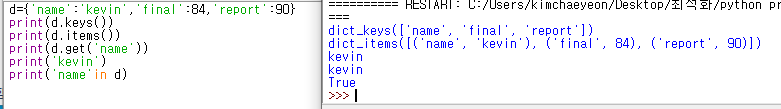 d={'name':'kevin','final':84,'report':90}
print(d.keys())
print(d.items())
print(d.get('name'))
print('kevin')
print('name'in d)
========== RESTART: C:/Users/kimchaeyeon/Desktop/최석화/python pr
===
dict_keys(['name', 'final', 'report'])
dict_items([('name', 'kevin'), ('final', 84), ('report', 90)])
kevin
kevin
True
>>>